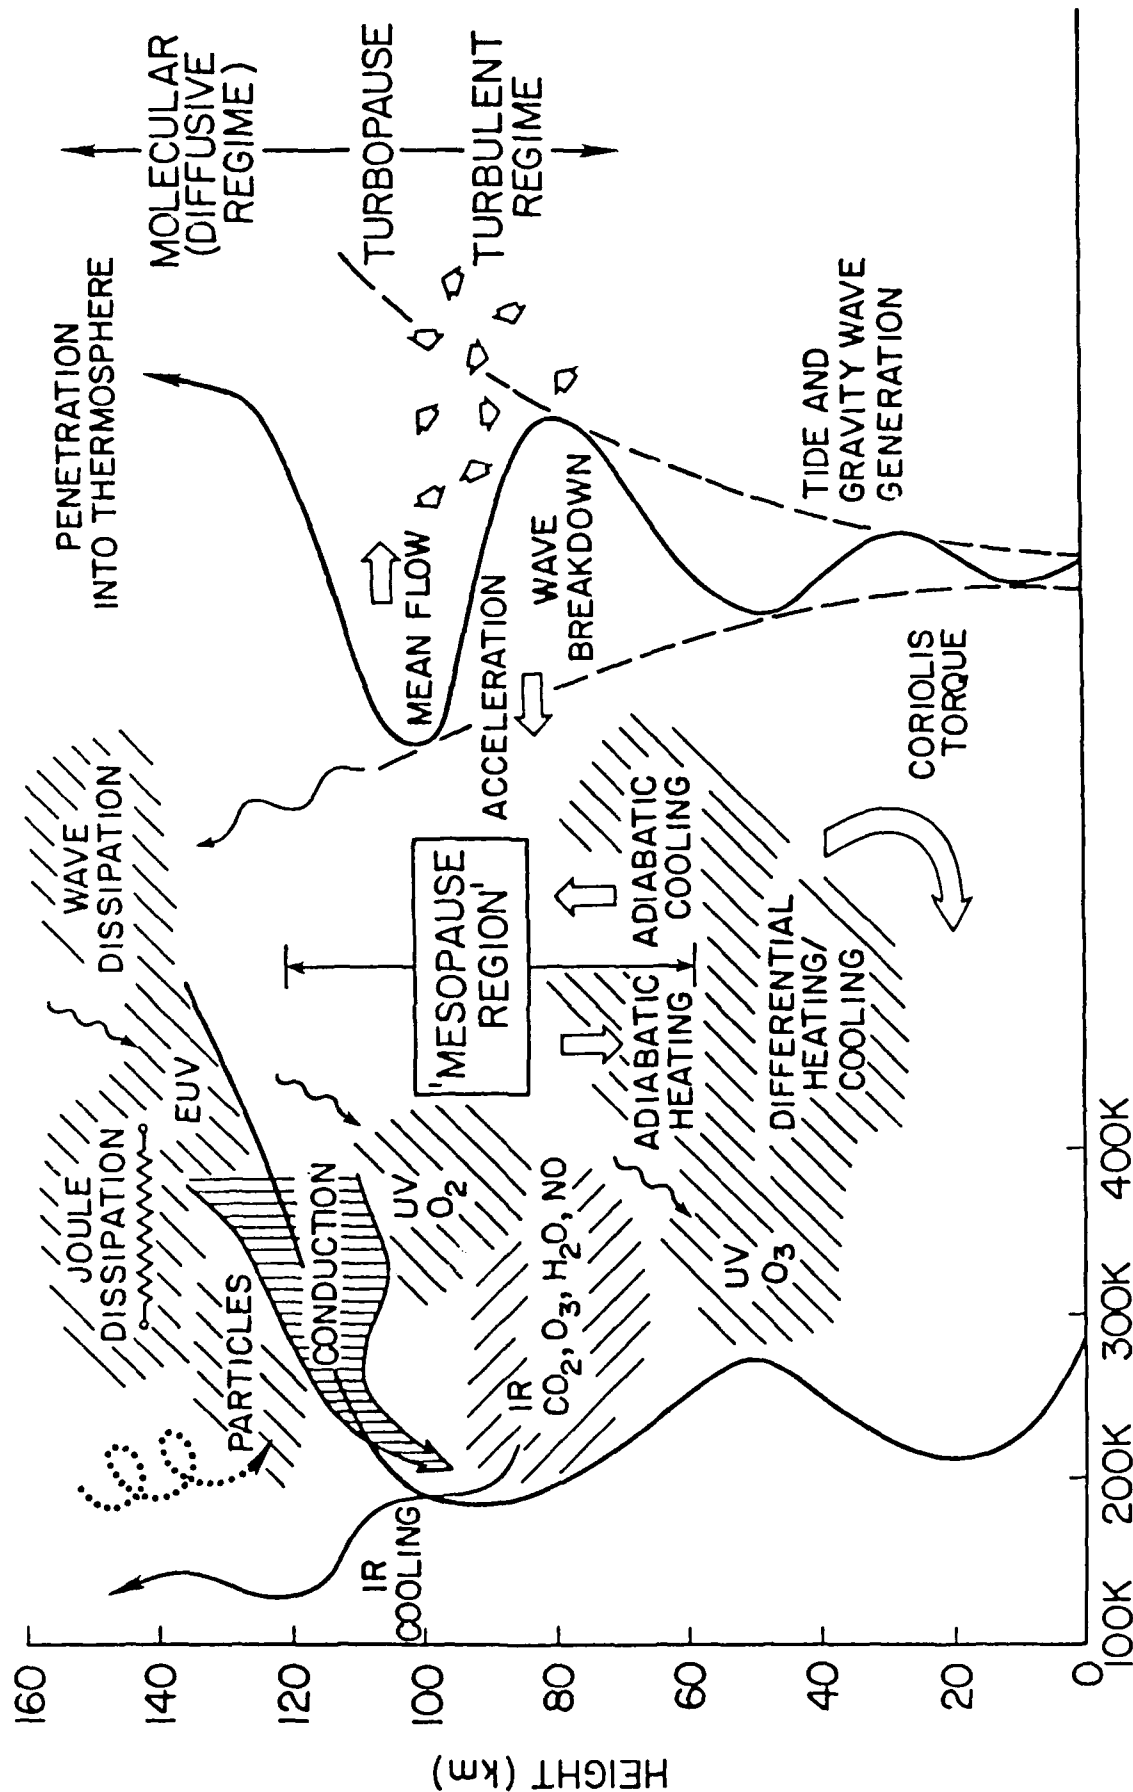 PENETRATION
INTO THERMOSPHERE
MOLECULAR
(DIFFUSIVE
REGIME)
TURBOPAUSE
TURBULENT
REGIME
WAVE
DISSIPATION
JOULE
DISSIPATION
EUV
PARTICLES
CONDUCTION
UV
O2
IR
COOLING
IR
CO2, O3, H2O, NO
'MESOPAUSE
REGION'
MEAN FLOW
ACCELERATION
WAVE
BREAKDOWN
ADIABATIC
HEATING
ADIABATIC
COOLING
UV
O3
DIFFERENTIAL
HEATING/
COOLING
CORIOLIS
TORQUE
TIDE AND
GRAVITY WAVE
GENERATION
HEIGHT (km)
160
140
120
100
80
60
40
20
0
100K
200K
300K
400K